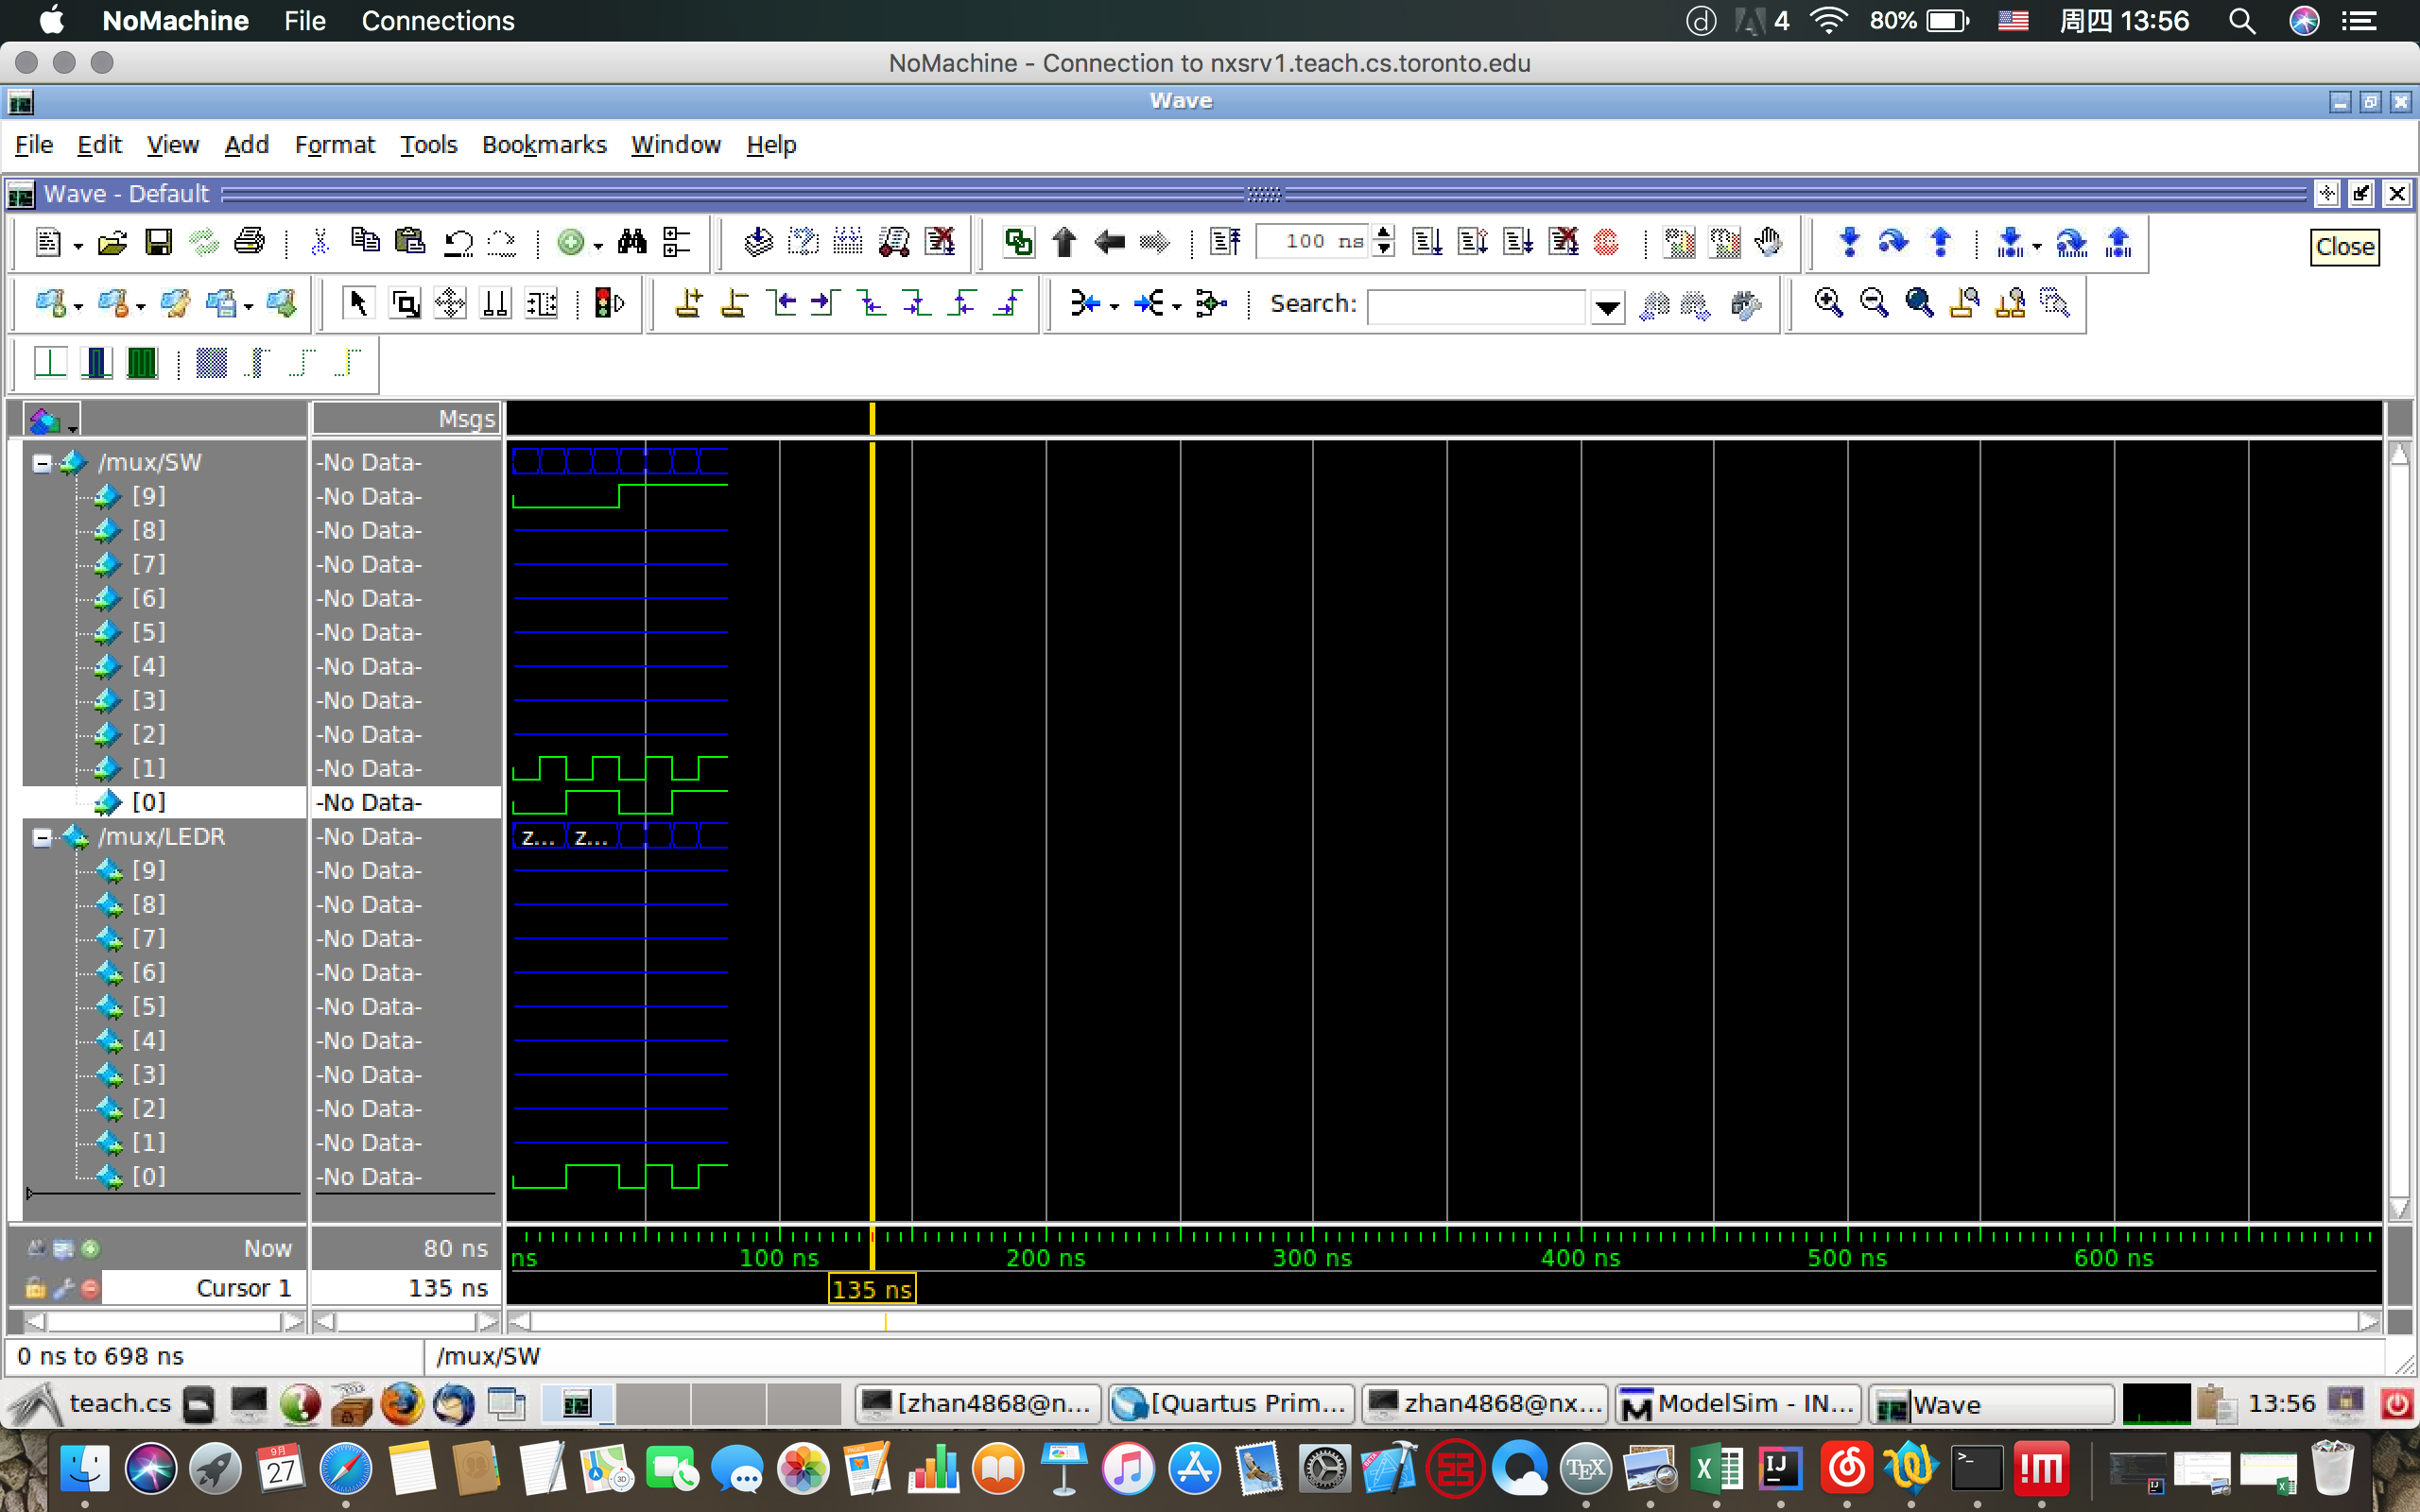 NoMachine File Connections 4 80% 周四 13:56
NoMachine - Connection to nxsrv1.teach.cs.toronto.edu
Wave
File Edit View Add Format Tools Bookmarks Window Help
Wave - Default
100 ns
Close
Search:
Msgs
/mux/SW -No Data-
[9] -No Data-
[8] -No Data-
[7] -No Data-
[6] -No Data-
[5] -No Data-
[4] -No Data-
[3] -No Data-
[2] -No Data-
[1] -No Data-
[0] -No Data-
/mux/LEDR -No Data- z... z...
[9] -No Data-
[8] -No Data-
[7] -No Data-
[6] -No Data-
[5] -No Data-
[4] -No Data-
[3] -No Data-
[2] -No Data-
[1] -No Data-
[0] -No Data-
Now 80 ns ns 100 ns 200 ns 300 ns 400 ns 500 ns 600 ns
Cursor 1 135 ns 135 ns
0 ns to 698 ns /mux/SW
teach.cs [zhan4868@n... [Quartus Prim... zhan4868@nx... ModelSim - IN... Wave 13:56
9月
27
PAGES
3D
TEX
IJ
!m